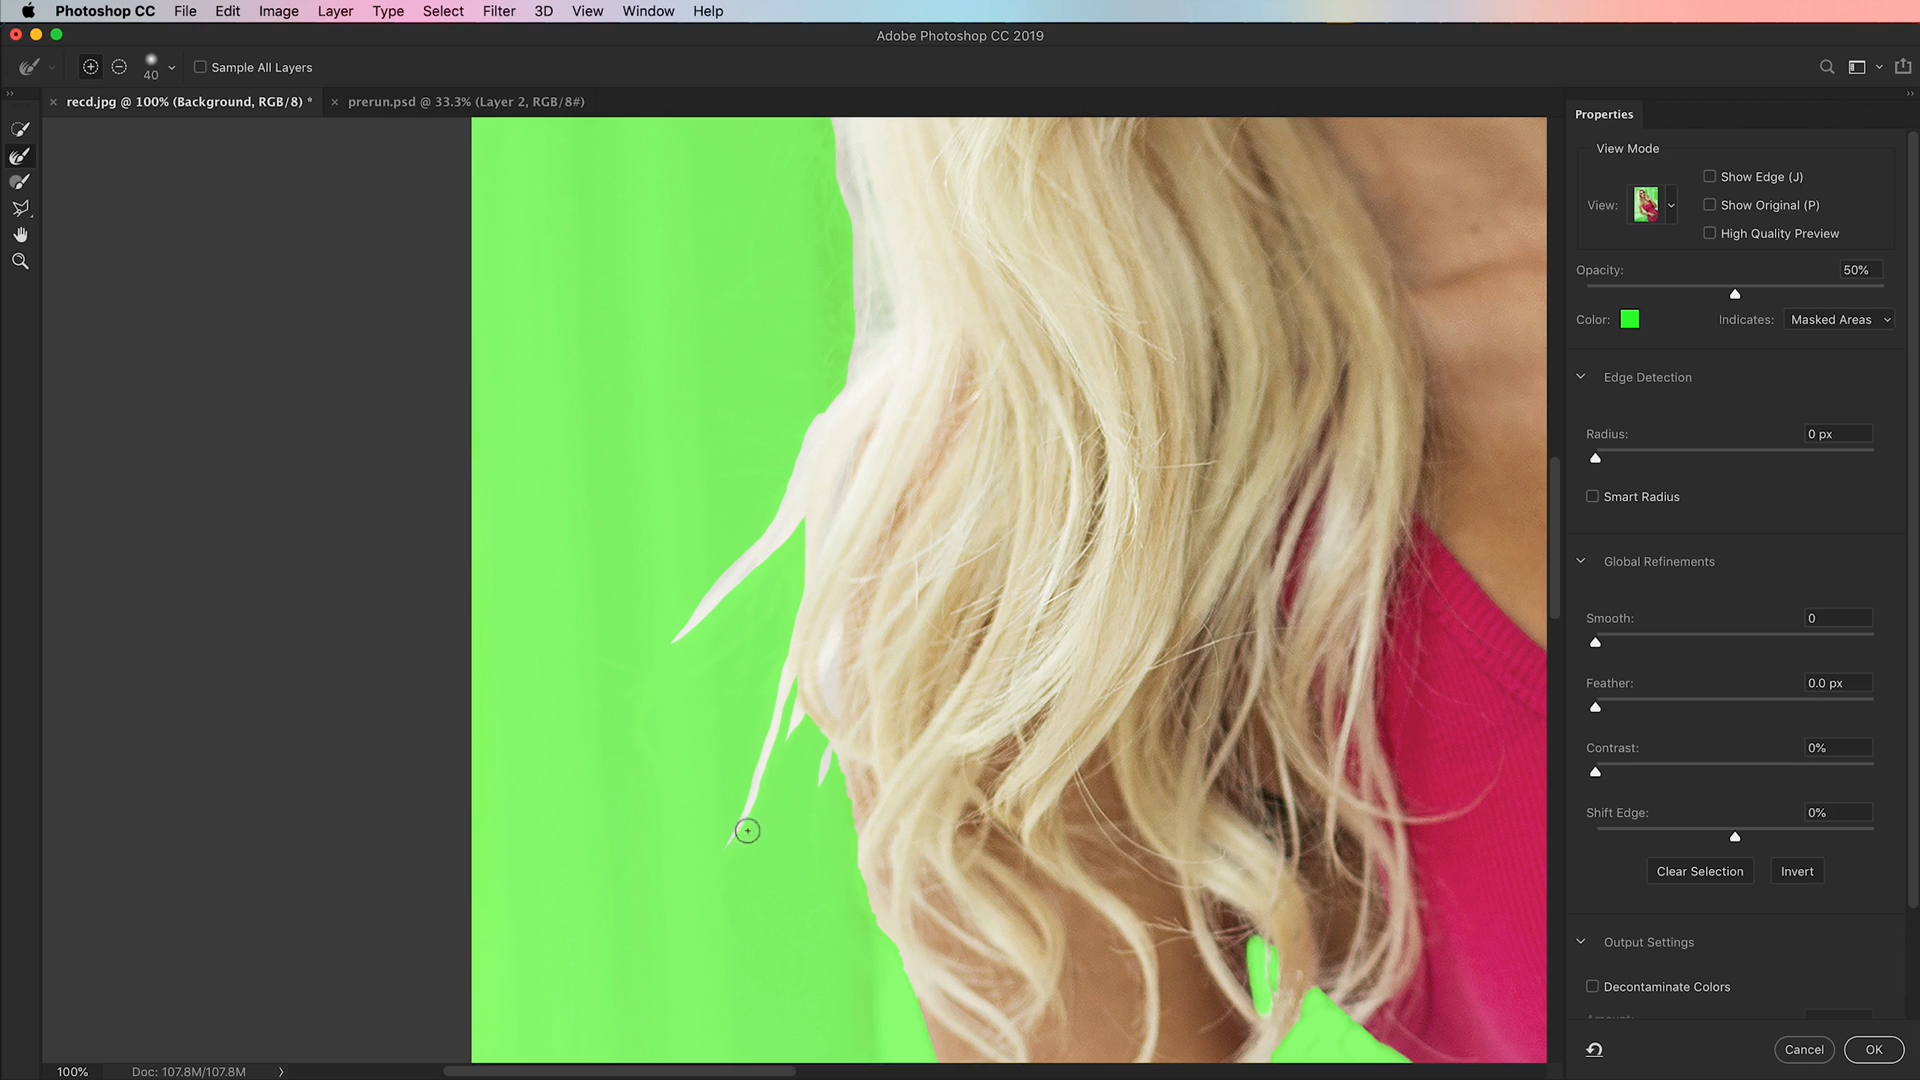 Photoshop CC File Edit Image Layer Type Select Filter 3D View Window Help
Adobe Photoshop CC 2019
40 Sample All Layers
recd.jpg @ 100% (Background, RGB/8) * prerun.psd @ 33.3% (Layer 2, RGB/8#)
Properties
View Mode
Show Edge (J)
View: Show Original (P)
High Quality Preview
Opacity: 50%
Color: Indicates: Masked Areas
Edge Detection
Radius: 0 px
Smart Radius
Global Refinements
Smooth: 0
Feather: 0.0 px
Contrast: 0%
Shift Edge: 0%
Clear Selection Invert
Output Settings
Decontaminate Colors
Cancel OK
100% Doc: 107.8M/107.8M